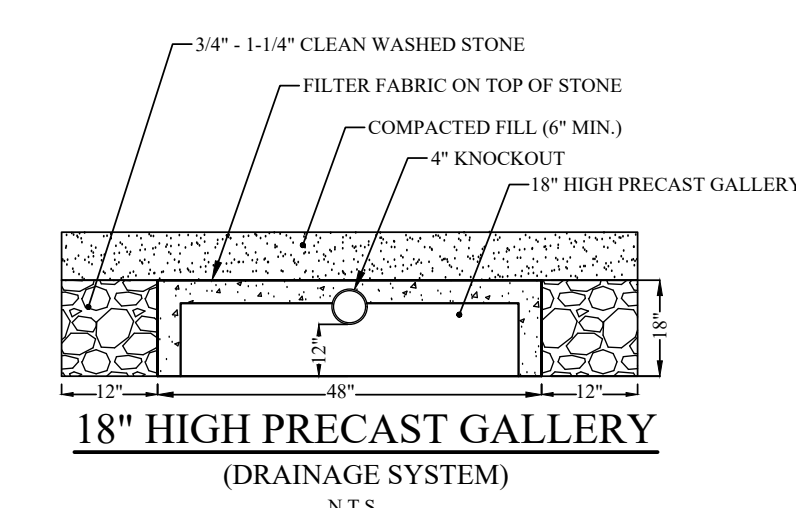 3/4" - 1-1/4" CLEAN WASHED STONE
FILTER FABRIC ON TOP OF STONE
COMPACTED FILL (6" MIN.)
4" KNOCKOUT
18" HIGH PRECAST GALLERY
18"
12"
12"
48"
12"
18" HIGH PRECAST GALLERY
(DRAINAGE SYSTEM)
N.T.S.